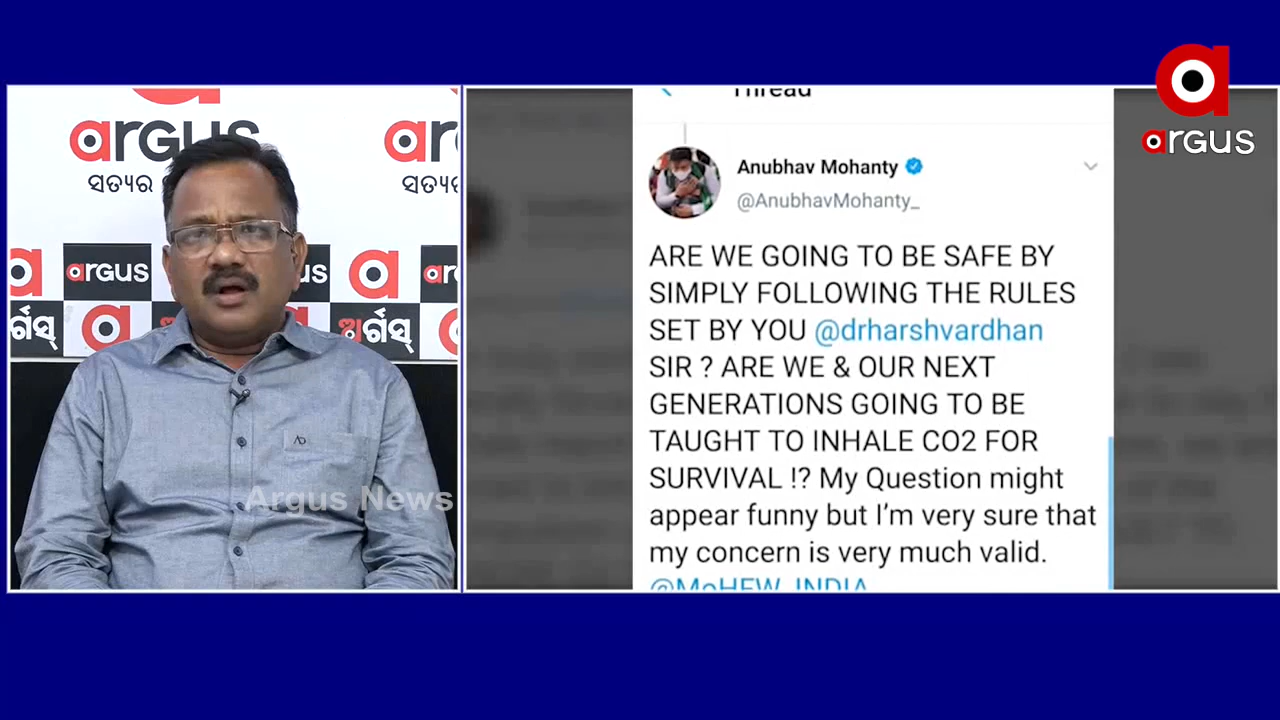 argus
ସତ୍ୟର
argus
ଅର୍ଗସ୍
Argus News
Thread
Anubhav Mohanty
@AnubhavMohanty_
ARE WE GOING TO BE SAFE BY
SIMPLY FOLLOWING THE RULES
SET BY YOU @drharshvardhan
SIR ? ARE WE & OUR NEXT
GENERATIONS GOING TO BE
TAUGHT TO INHALE CO2 FOR
SURVIVAL !? My Question might
appear funny but I'm very sure that
my concern is very much valid.
@MoHFW_INDIA
argus